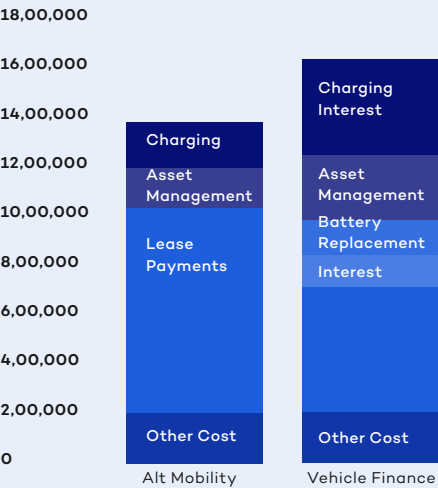 18,00,000
16,00,000
14,00,000
12,00,000
10,00,000
8,00,000
6,00,000
4,00,000
2,00,000
0
Charging
Asset
Management
Lease
Payments
Other Cost
Alt Mobility
Charging
Interest
Asset
Management
Battery
Replacement
Interest
Other Cost
Vehicle Finance